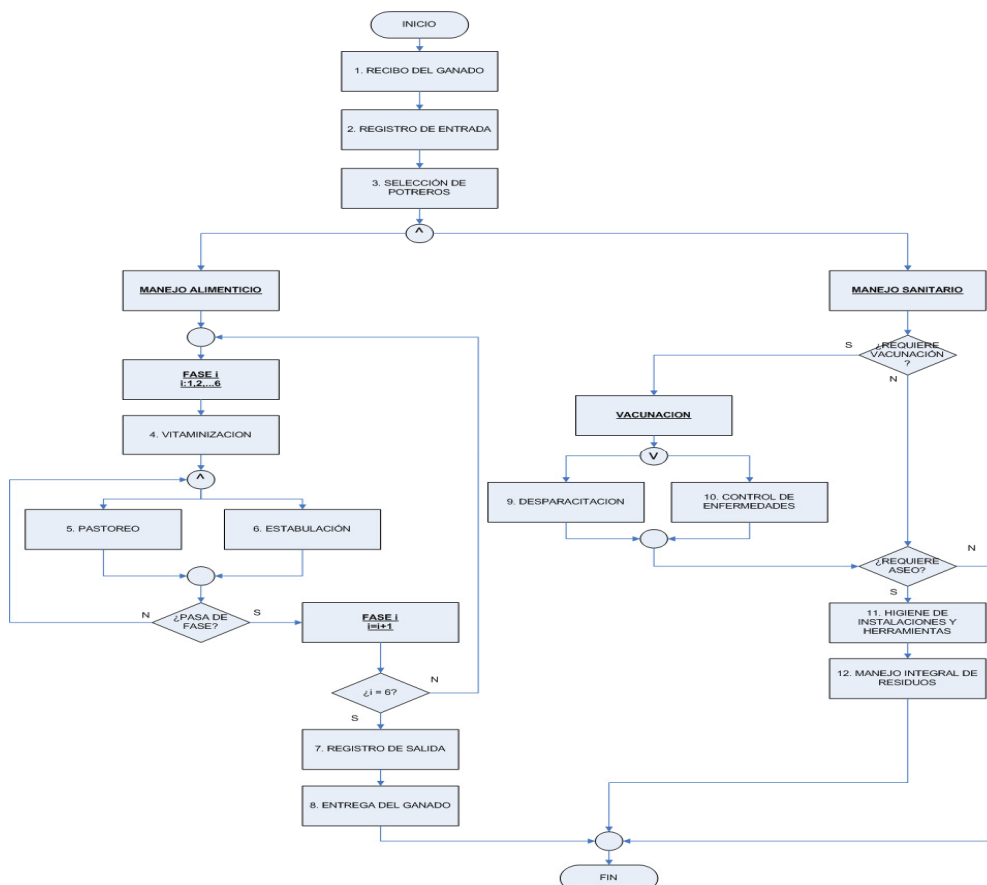 INICIO
1. RECIBO DEL GANADO
2. REGISTRO DE ENTRADA
3. SELECCIÓN DE
POTREROS
^
MANEJO ALIMENTICIO
FASE i
i:1,2,...6
4. VITAMINIZACION
^
5. PASTOREO
6. ESTABULACIÓN
¿PASA DE
FASE?
N
S
FASE i
i=i+1
¿i = 6?
N
S
7. REGISTRO DE SALIDA
8. ENTREGA DEL GANADO
MANEJO SANITARIO
¿REQUIERE
VACUNACIÓN
?
S
N
VACUNACION
V
9. DESPARACITACION
10. CONTROL DE
ENFERMEDADES
¿REQUIERE
ASEO?
N
S
11. HIGIENE DE
INSTALACIONES Y
HERRAMIENTAS
12. MANEJO INTEGRAL DE
RESIDUOS
FIN